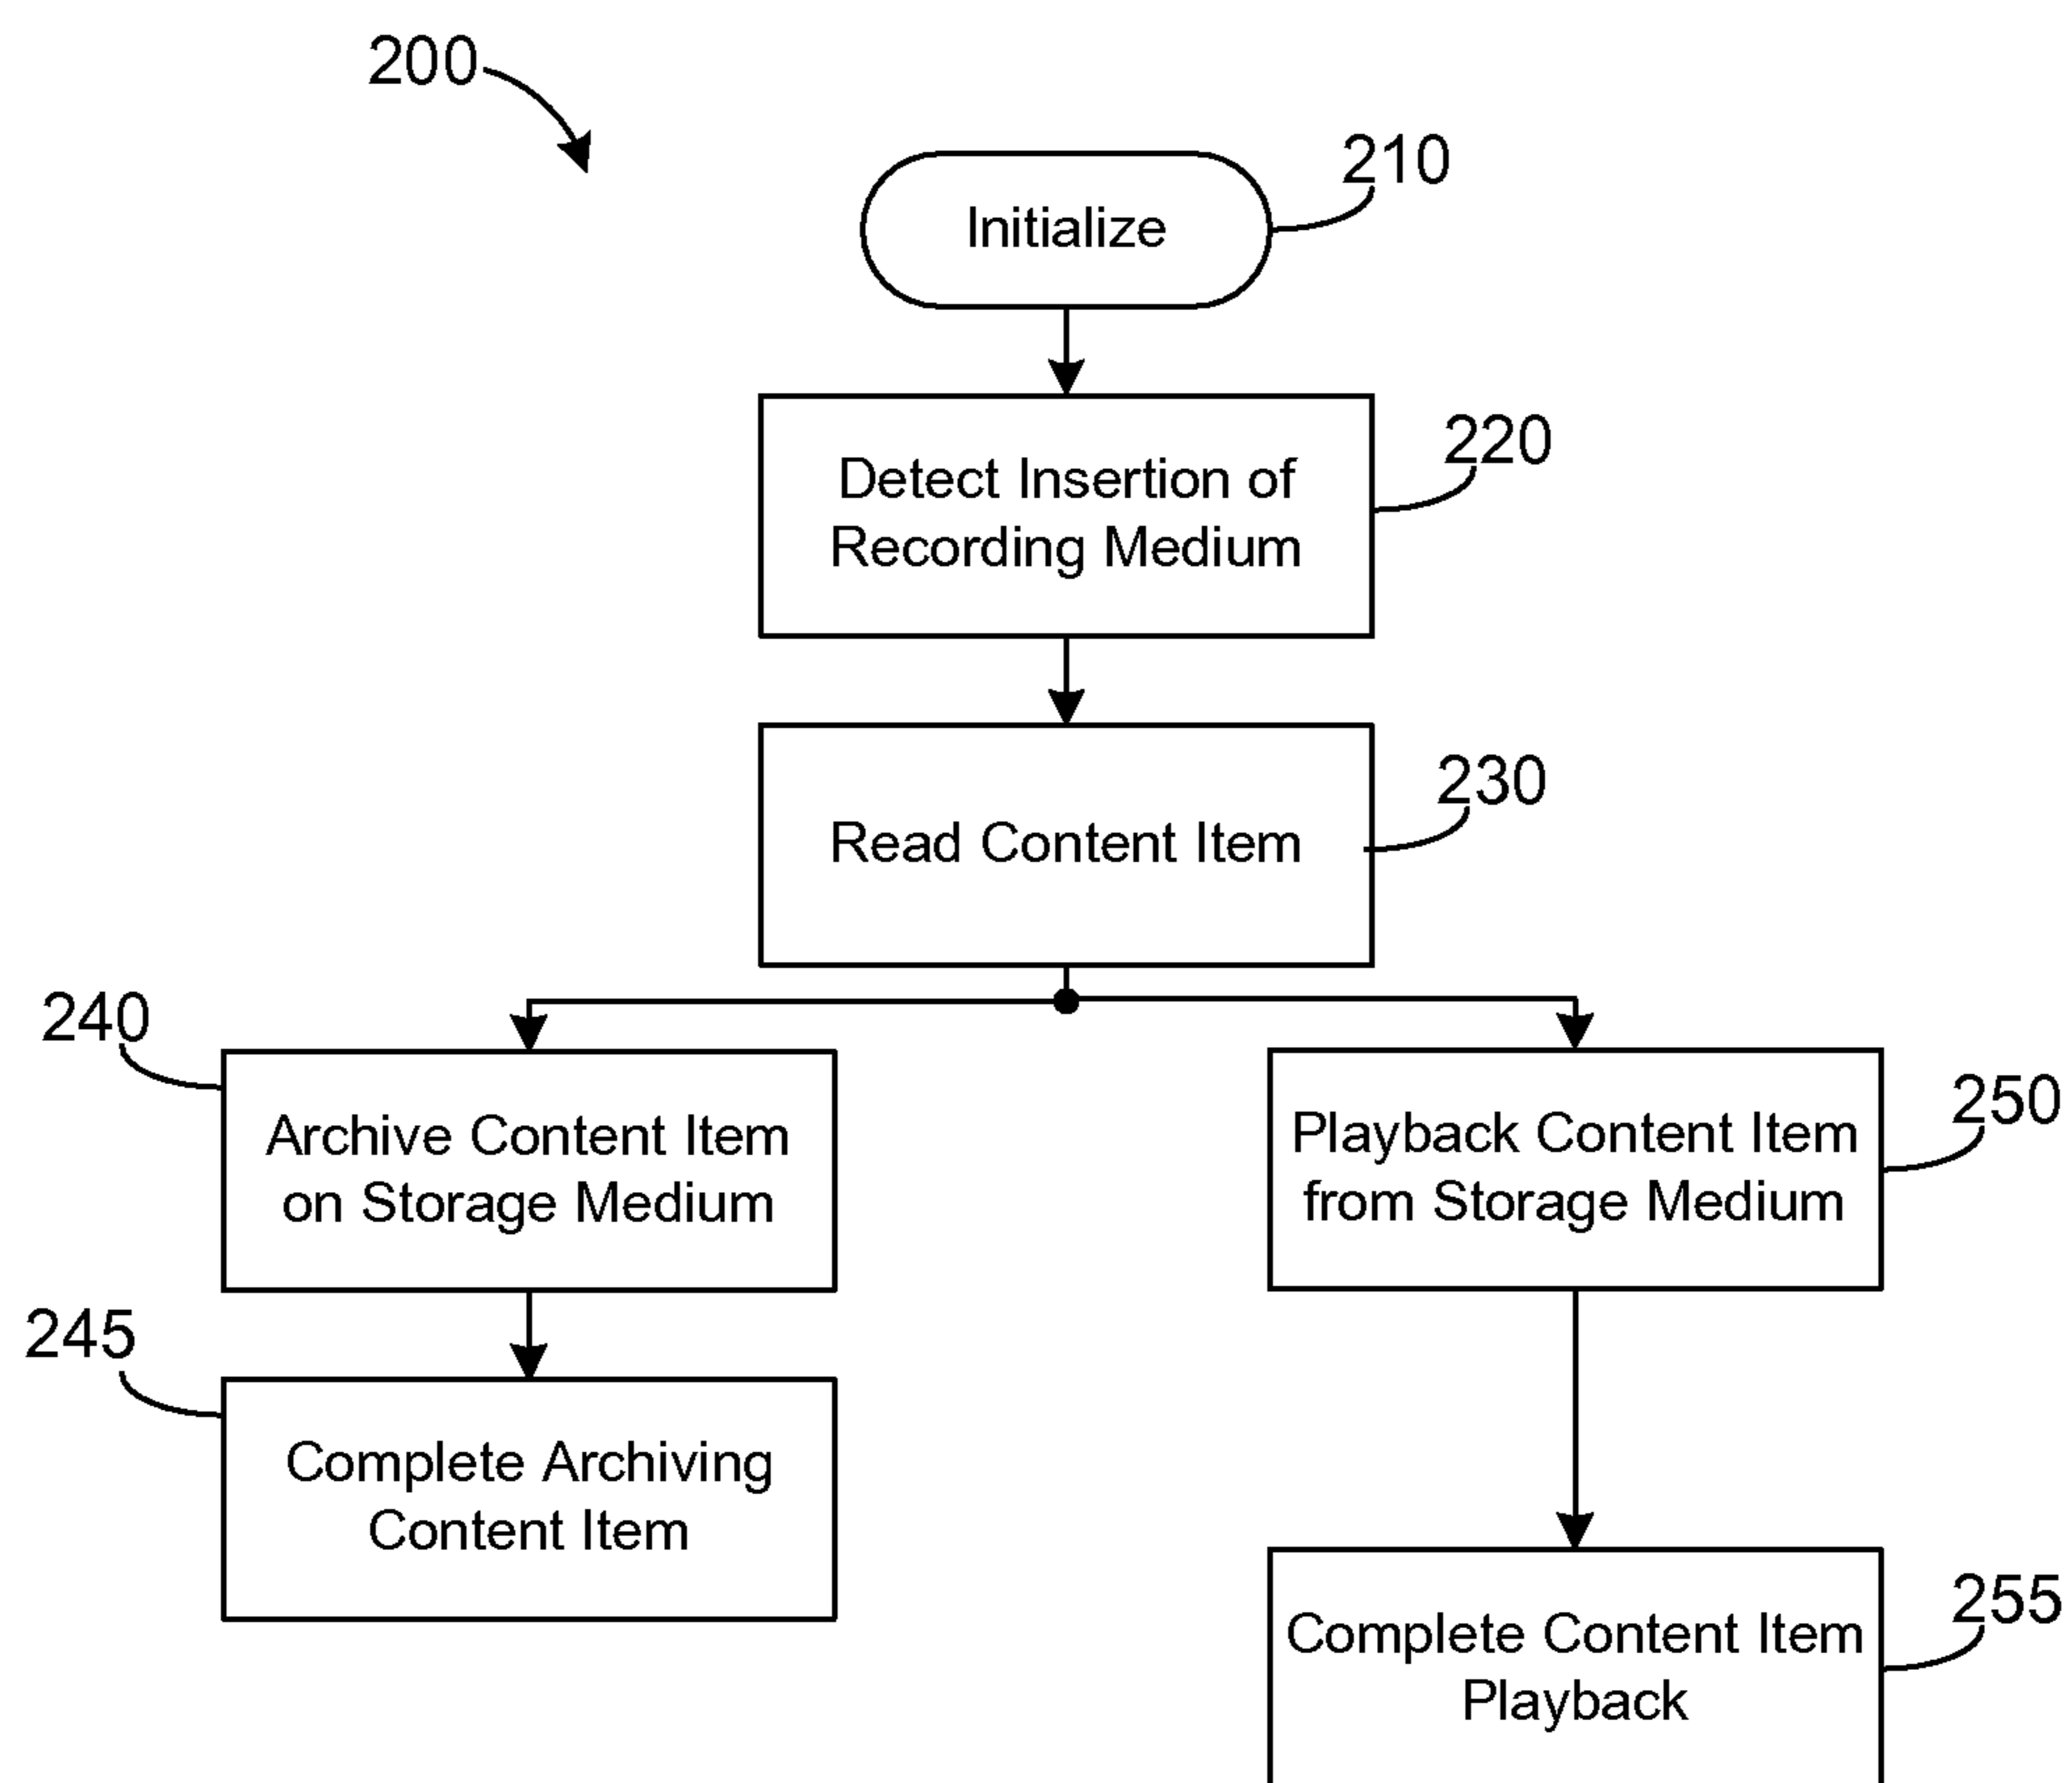 200
210
Initialize
220
Detect Insertion of
Recording Medium
230
Read Content Item
240
Archive Content Item
on Storage Medium
250
Playback Content Item
from Storage Medium
245
Complete Archiving
Content Item
255
Complete Content Item
Playback